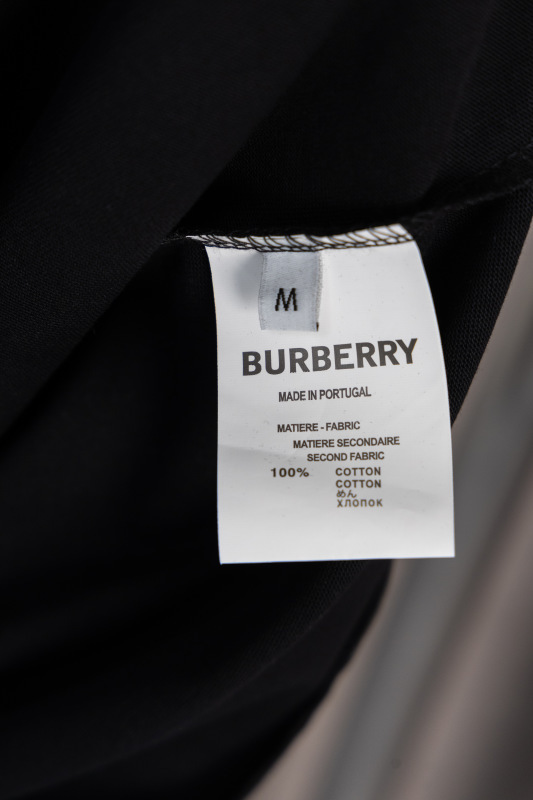 M
BURBERRY
MADE IN PORTUGAL
MATIERE - FABRIC
MATIERE SECONDAIRE
SECOND FABRIC
100% COTTON
COTTON
めん
ХЛОПОК